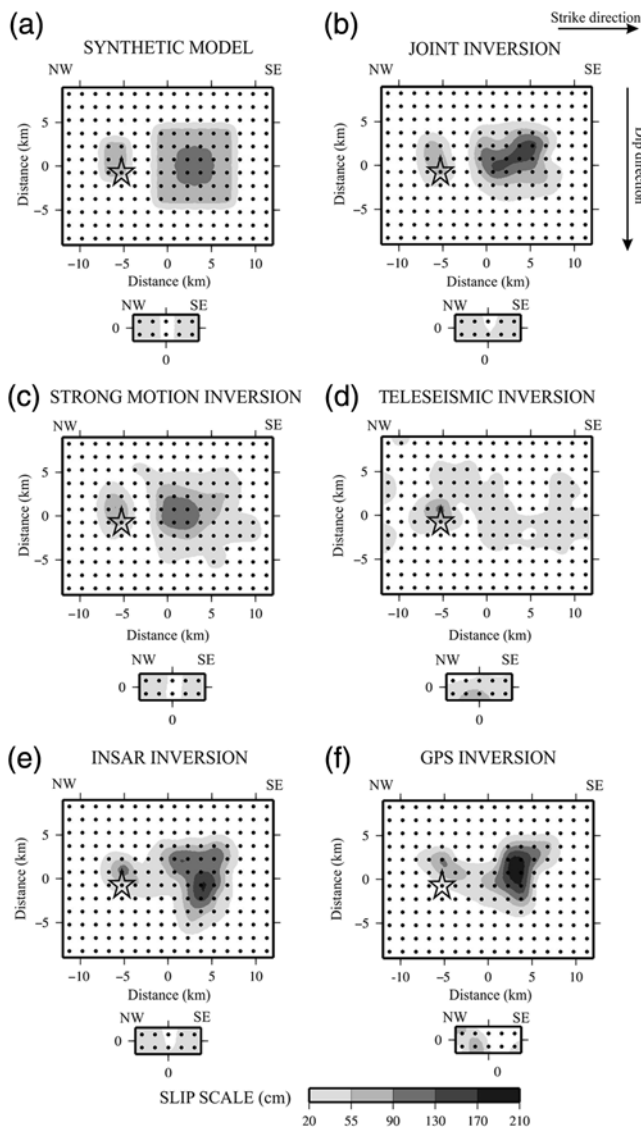 (a)
SYNTHETIC MODEL
NW SE
Distance (km)
5
0
−5
−10 −5 0 5 10
Distance (km)
NW SE
0
0
(b)
Strike direction
JOINT INVERSION
NW SE
Dip direction
Distance (km)
5
0
−5
−10 −5 0 5 10
Distance (km)
NW SE
0
0
(c)
STRONG MOTION INVERSION
NW SE
Distance (km)
5
0
−5
−10 −5 0 5 10
Distance (km)
NW SE
0
0
(d)
TELESEISMIC INVERSION
NW SE
Distance (km)
5
0
−5
−10 −5 0 5 10
Distance (km)
NW SE
0
0
(e)
INSAR INVERSION
NW SE
Distance (km)
5
0
−5
-10 −5 0 5 10
Distance (km)
NW SE
0
0
(f)
GPS INVERSION
NW SE
Distance (km)
5
0
−5
−10 −5 0 5 10
Distance (km)
NW SE
0
0
SLIP SCALE (cm)
20 55 90 130 170 210